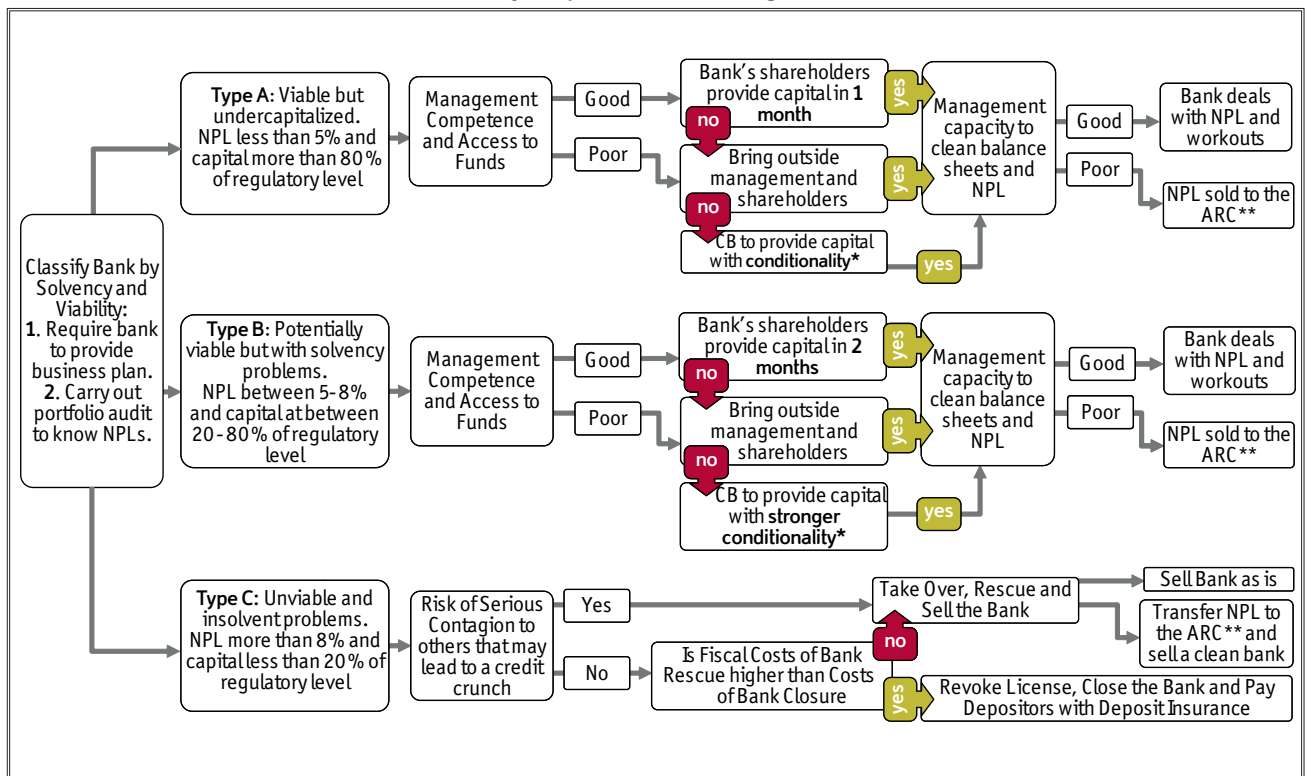 Classify Bank by
Solvency and
Viability:
1. Require bank
to provide
business plan.
2. Carry out
portfolio audit
to know NPLs.
Type A: Viable but
undercapitalized.
NPL less than 5% and
capital more than 80%
of regulatory level
Management
Competence
and Access to
Funds
Good
Poor
Bank's shareholders
provide capital in 1
month
no
yes
Bring outside
management and
shareholders
no
yes
CB to provide capital
with conditionality*
yes
Management
capacity to
clean balance
sheets and
NPL
Good
Poor
Bank deals
with NPL and
workouts
NPL sold to the
ARC**
Type B: Potentially
viable but with solvency
problems.
NPL between 5-8%
and capital at between
20-80% of regulatory
level
Management
Competence
and Access to
Funds
Good
Poor
Bank's shareholders
provide capital in 2
months
no
yes
Bring outside
management and
shareholders
no
yes
CB to provide capital
with stronger
conditionality*
yes
Management
capacity to
clean balance
sheets and
NPL
Good
Poor
Bank deals
with NPL and
workouts
NPL sold to the
ARC**
Type C: Unviable and
insolvent problems.
NPL more than 8% and
capital less than 20% of
regulatory level
Risk of Serious
Contagion to
others that may
lead to a credit
crunch
Yes
No
Take Over, Rescue and
Sell the Bank
Sell Bank as is
Transfer NPL to
the ARC** and
sell a clean bank
Is Fiscal Costs of Bank
Rescue higher than Costs
of Bank Closure
no
yes
Revoke License, Close the Bank and Pay
Depositors with Deposit Insurance